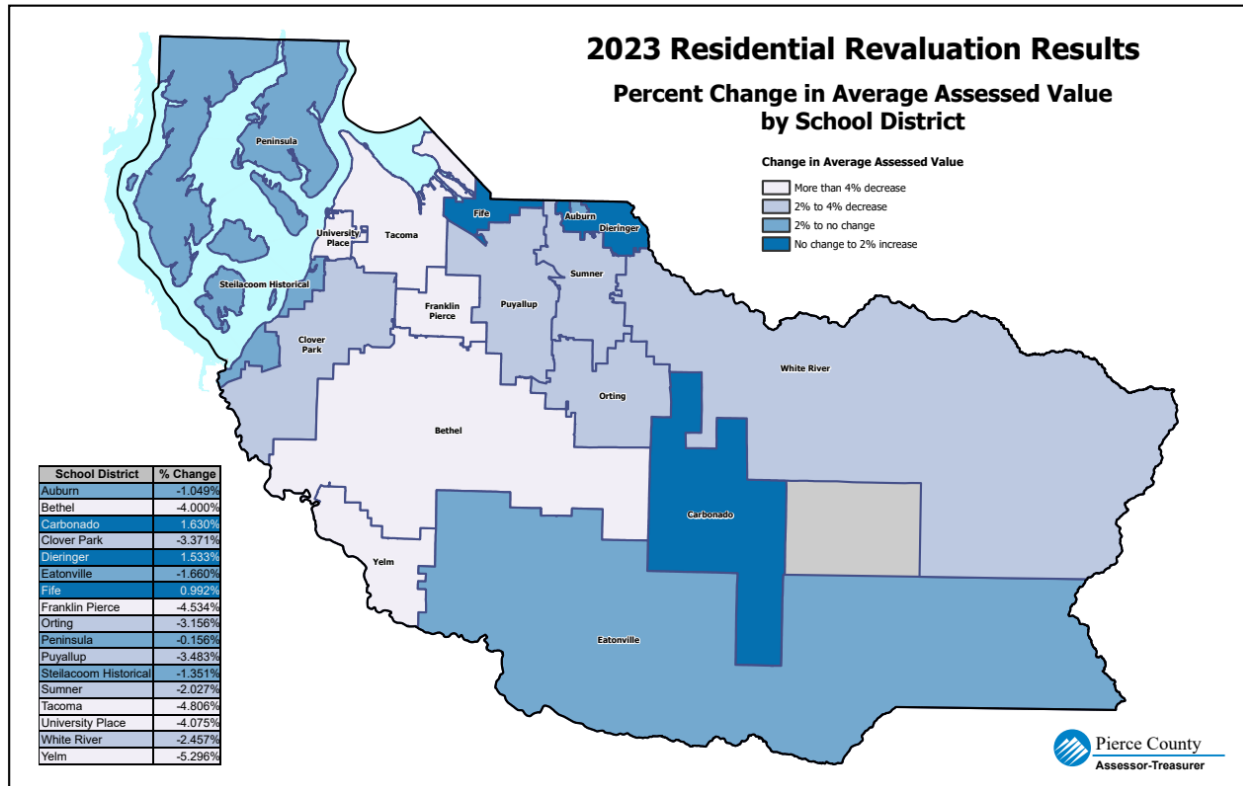 2023 Residential Revaluation Results
Percent Change in Average Assessed Value
by School District
Change in Average Assessed Value
More than 4% decrease
2% to 4% decrease
2% to no change
No change to 2% increase
Peninsula
Fife
Auburn
Dieringer
University
Place
Tacoma
Sumner
Steilacoom Historical
Puyallup
Franklin
Pierce
Clover
Park
White River
Orting
Bethel
Carbonado
Yelm
Eatonville
School District % Change
Auburn -1.049%
Bethel -4.000%
Carbonado 1.630%
Clover Park -3.371%
Dieringer 1.533%
Eatonville -1.660%
Fife 0.992%
Franklin Pierce -4.534%
Orting -3.156%
Peninsula -0.156%
Puyallup -3.483%
Steilacoom Historical -1.351%
Sumner -2.027%
Tacoma -4.806%
University Place -4.075%
White River -2.457%
Yelm -5.296%
Pierce County
Assessor-Treasurer